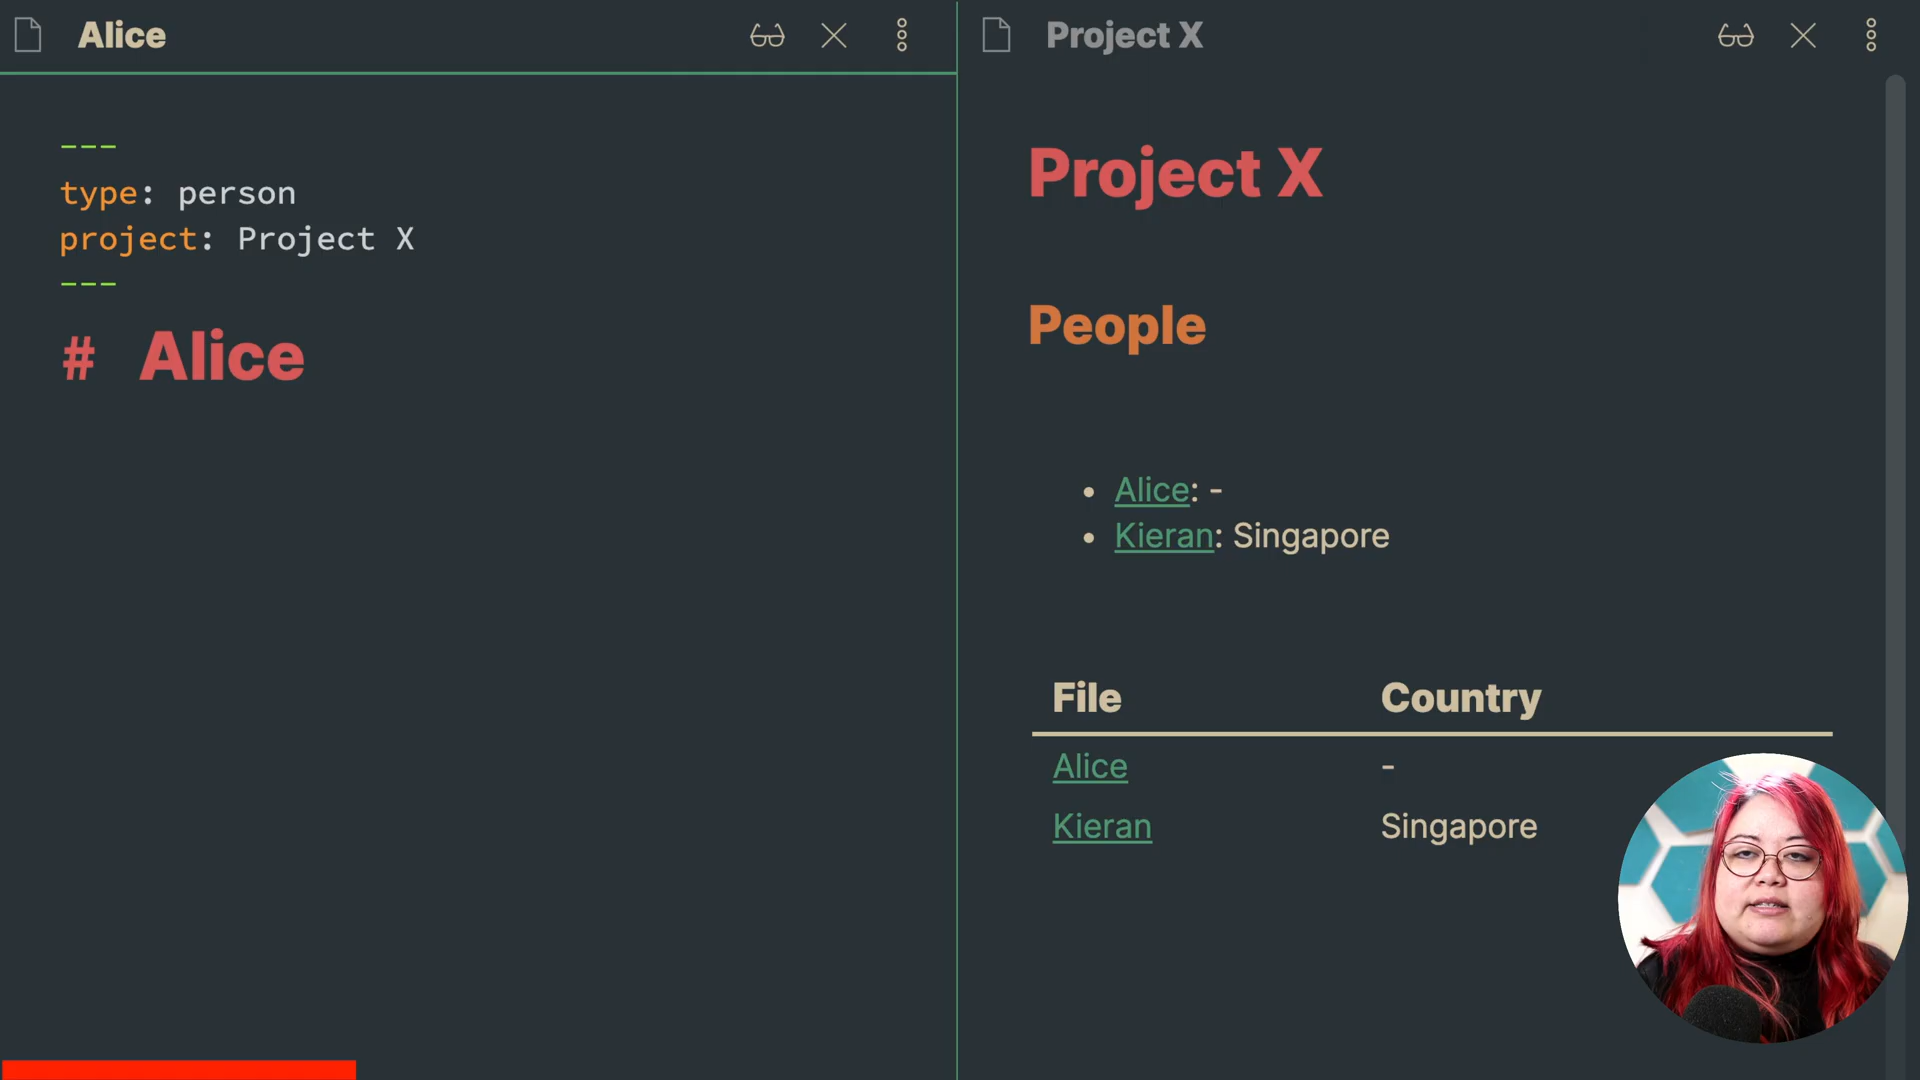 Alice
---
type: person
project: Project X
---
# Alice
Project X
Project X
People
• Alice: -
• Kieran: Singapore
File Country
Alice -
Kieran Singapore